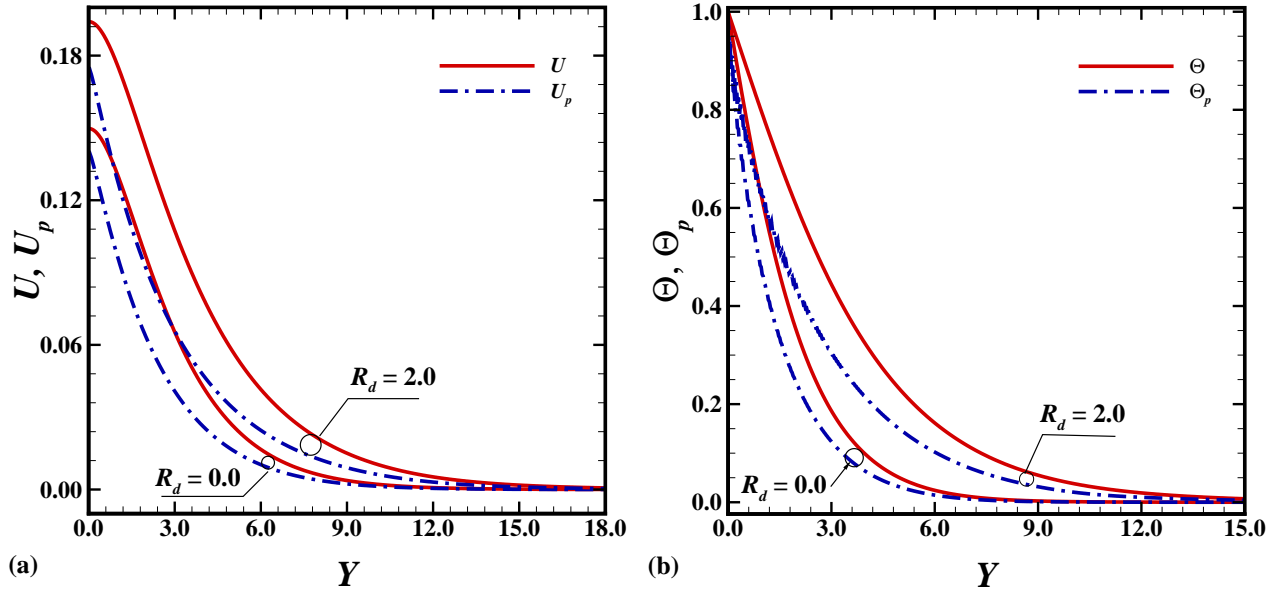 U
U_p
R_d = 2.0
R_d = 0.0
0.18
0.12
0.06
0.00
U, U_p
0.0 3.0 6.0 9.0 12.0 15.0 18.0
Y
(a)
Θ
Θ_p
R_d = 2.0
R_d = 0.0
1.0
0.8
0.6
0.4
0.2
0.0
Θ, Θ_p
0.0 3.0 6.0 9.0 12.0 15.0
Y
(b)